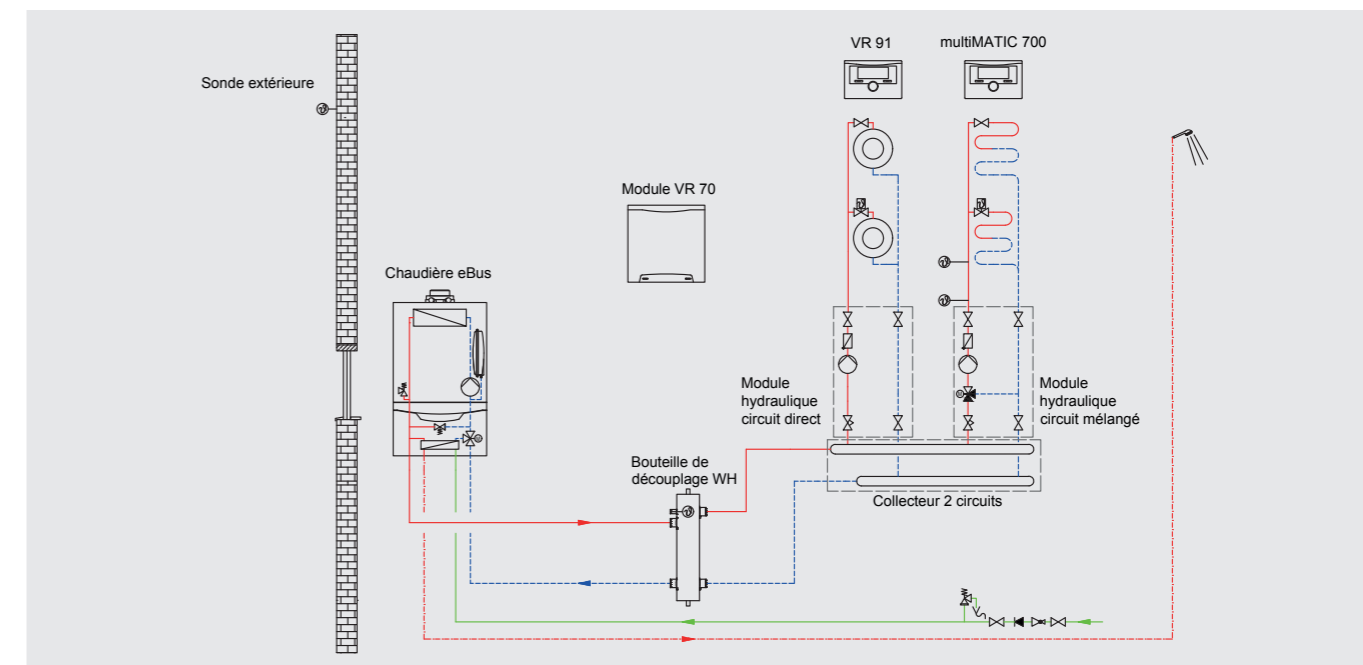 VR 91
multiMATIC 700
Sonde extérieure
Module VR 70
Chaudière eBus
Module
hydraulique
circuit direct
Module
hydraulique
circuit mélangé
Bouteille de
découplage WH
Collecteur 2 circuits